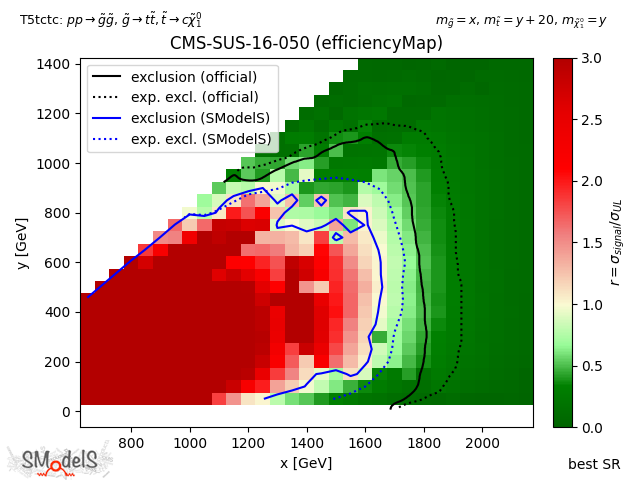 T5tctc: pp → g̃g̃, g̃ → tt̃, t̃ → cχ̃₁⁰
m_g̃ = x, m_t̃ = y + 20, m_χ̃₁⁰ = y
CMS-SUS-16-050 (efficiencyMap)
exclusion (official)
exp. excl. (official)
exclusion (SModelS)
exp. excl. (SModelS)
1400
1200
1000
800
600
400
200
0
y [GeV]
800 1000 1200 1400 1600 1800 2000
x [GeV]
3.0
2.5
2.0
1.5
1.0
0.5
0.0
r = σ_signal/σ_UL
best SR
SModelS